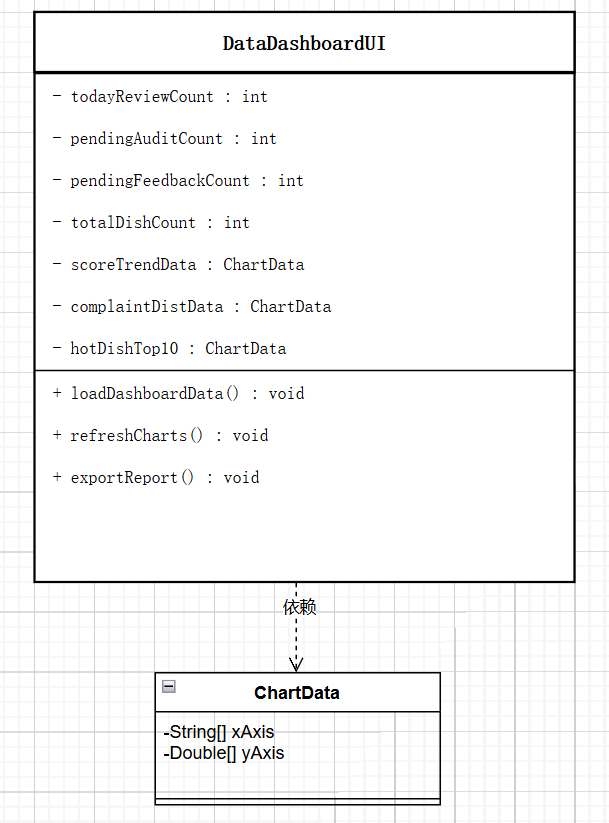 DataDashboardUI
- todayReviewCount : int
- pendingAuditCount : int
- pendingFeedbackCount : int
- totalDishCount : int
- scoreTrendData : ChartData
- complaintDistData : ChartData
- hotDishTop10 : ChartData
+ loadDashboardData() : void
+ refreshCharts() : void
+ exportReport() : void
依赖
ChartData
-String[] xAxis
-Double[] yAxis